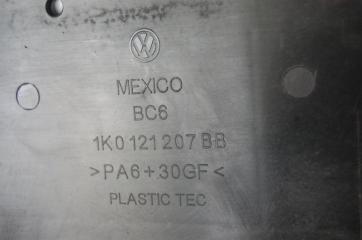 MEXICO
BC6
1K0 121 207 BB
>PA6+30GF<
PLASTIC TEC